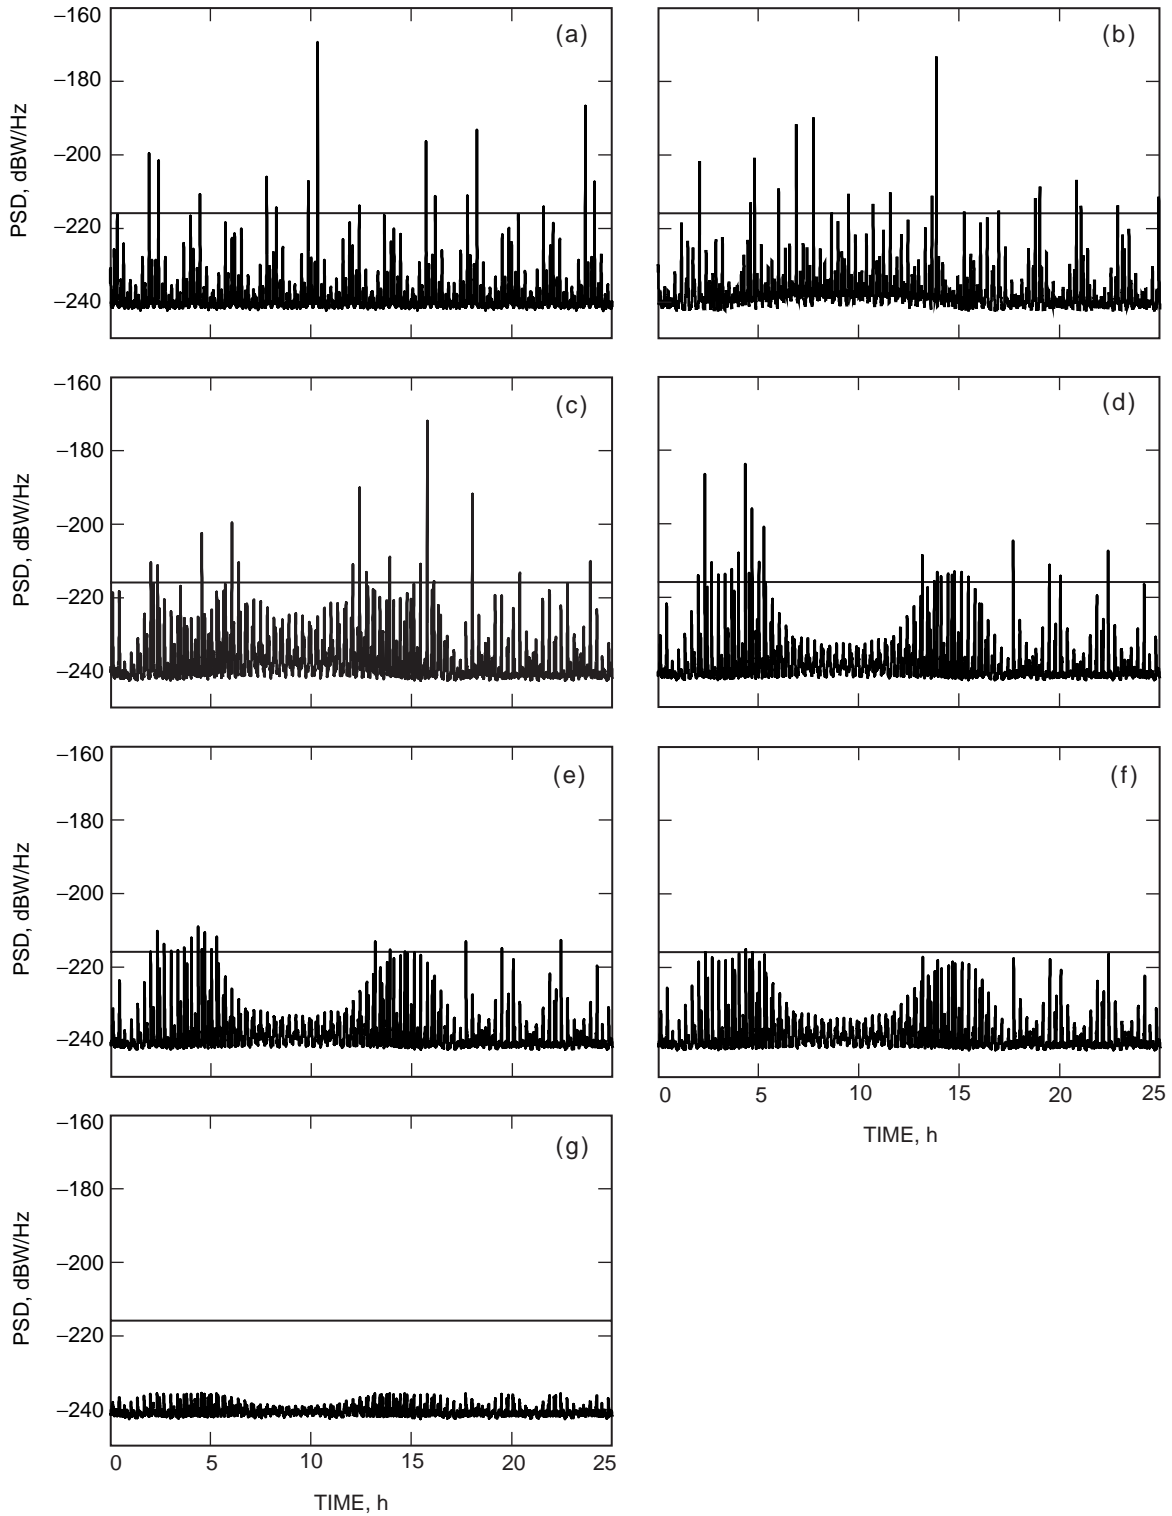 PSD, dBW/Hz
–160
–180
–200
–220
–240
(a)
(b)
PSD, dBW/Hz
–160
–180
–200
–220
–240
(c)
(d)
PSD, dBW/Hz
–160
–180
–200
–220
–240
(e)
(f)
0 5 10 15 20 25
TIME, h
PSD, dBW/Hz
–160
–180
–200
–220
–240
(g)
0 5 10 15 20 25
TIME, h